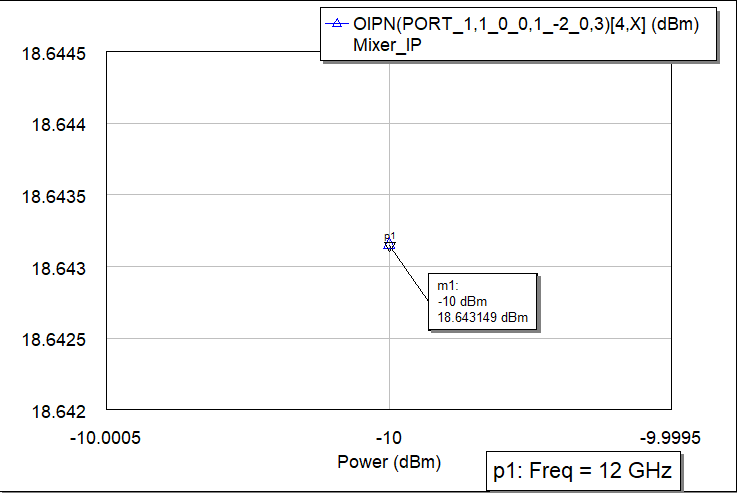 OIPN(PORT_1,1_0_0,1_-2_0,3)[4,X] (dBm)
Mixer_IP
18.6445
18.644
18.6435
18.643
18.6425
18.642
p1
m1:
-10 dBm
18.643149 dBm
-10.0005
-10
-9.9995
Power (dBm)
p1: Freq = 12 GHz